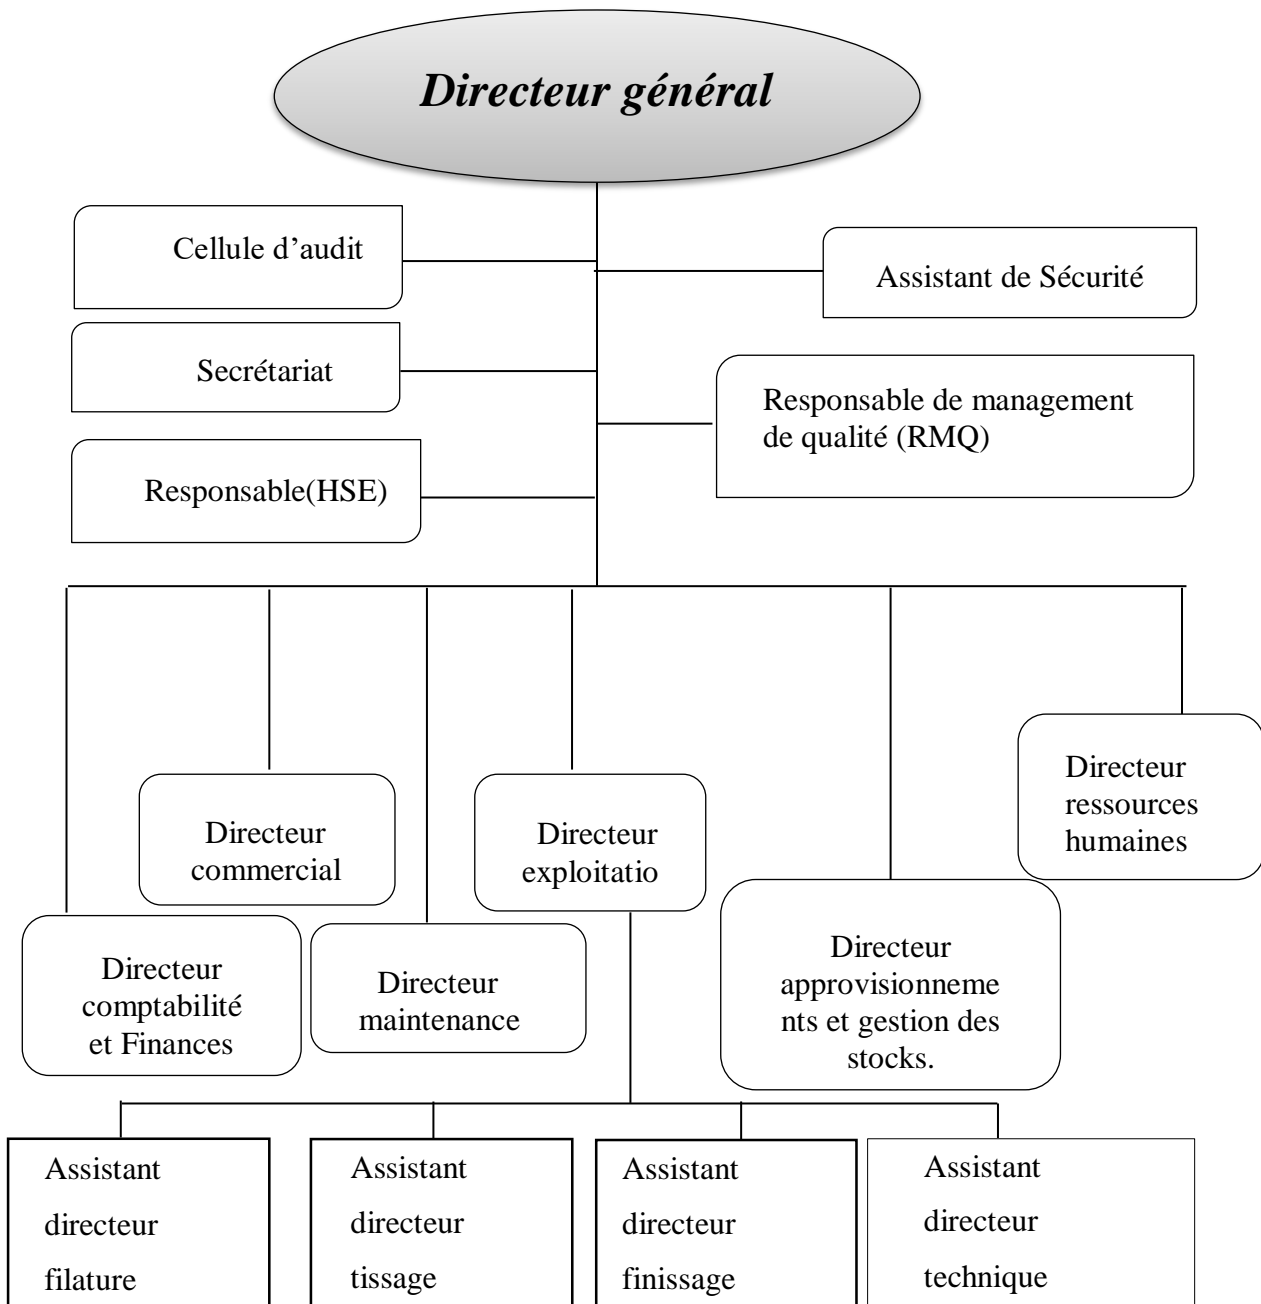 Directeur général
Cellule d’audit
Assistant de Sécurité
Secrétariat
Responsable de management
de qualité (RMQ)
Responsable(HSE)
Directeur
ressources
humaines
Directeur
commercial
Directeur
exploitatio
Directeur
comptabilité
et Finances
Directeur
maintenance
Directeur
approvisionneme
nts et gestion des
stocks.
Assistant
directeur
filature
Assistant
directeur
tissage
Assistant
directeur
finissage
Assistant
directeur
technique